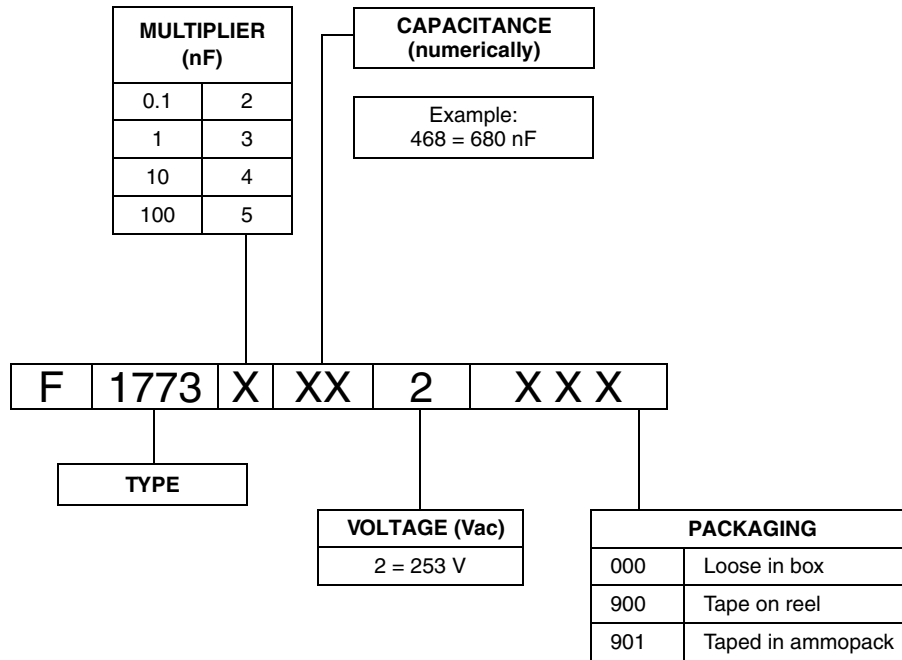 MULTIPLIER
(nF)
0.1 2
1 3
10 4
100 5
CAPACITANCE
(numerically)
Example:
468 = 680 nF
F 1773 X XX 2 X X X
TYPE
VOLTAGE (Vac)
2 = 253 V
PACKAGING
000 Loose in box
900 Tape on reel
901 Taped in ammopack